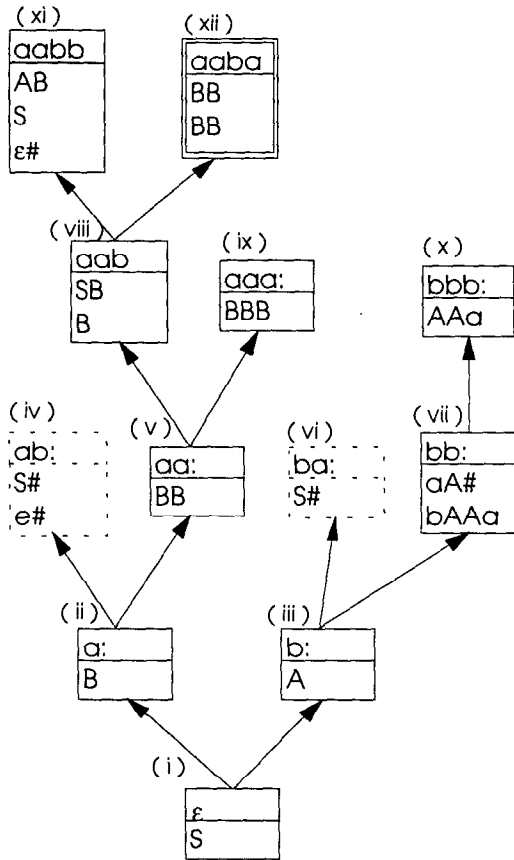 (xi)
aabb
AB
S
ε#
(xii)
aaba
BB
BB
(viii)
aab
SB
B
(ix)
aaa:
BBB
(x)
bbb:
AAa
(iv)
ab:
S#
e#
(v)
aa:
BB
(vi)
ba:
S#
(vii)
bb:
aA#
bAAa
(ii)
a:
B
(iii)
b:
A
(i)
ε
S